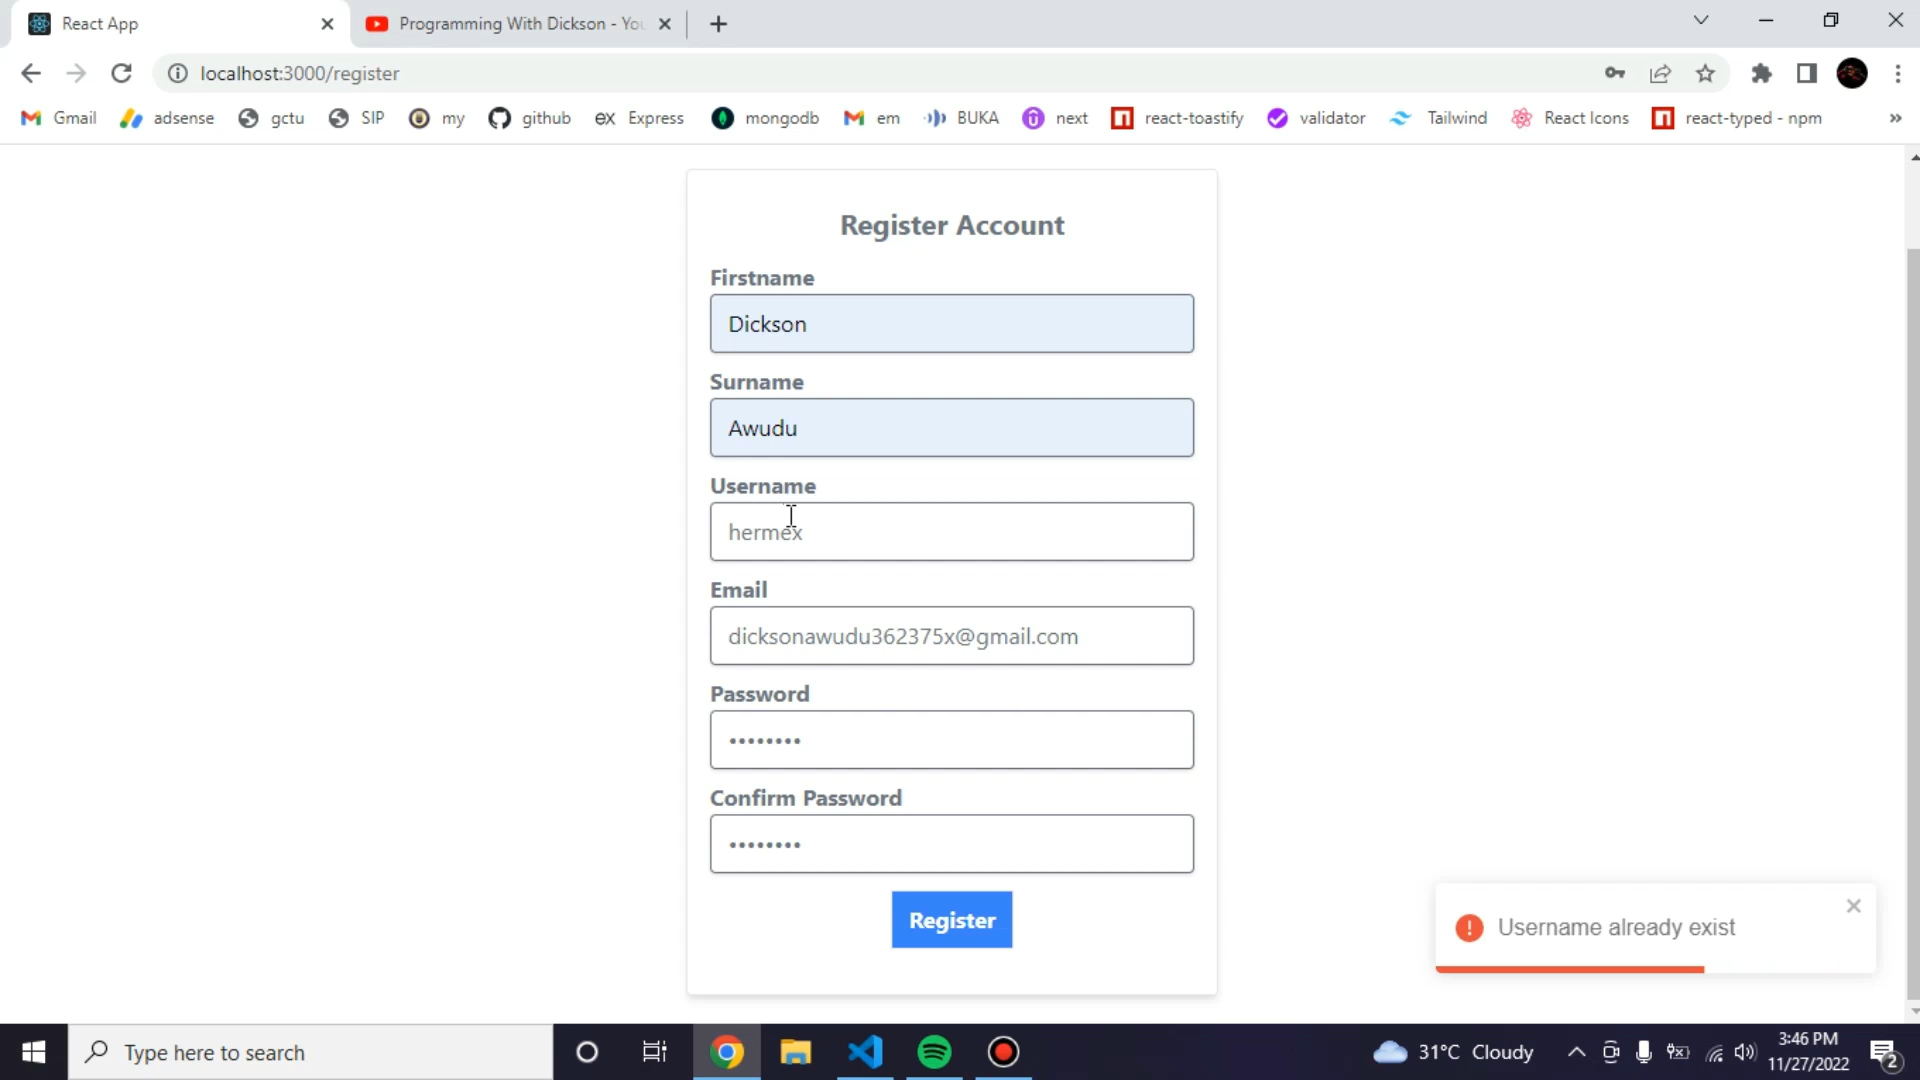 React App
Programming With Dickson - You
localhost:3000/register
Gmail
adsense
gctu
SIP
my
github
ex Express
mongodb
em
BUKA
next
react-toastify
validator
Tailwind
React Icons
react-typed - npm
»
Register Account
Firstname
Dickson
Surname
Awudu
Username
hermex
Email
dicksonawudu362375x@gmail.com
Password
••••••••
Confirm Password
••••••••
Register
Username already exist
Type here to search
31°C Cloudy
3:46 PM
11/27/2022
2